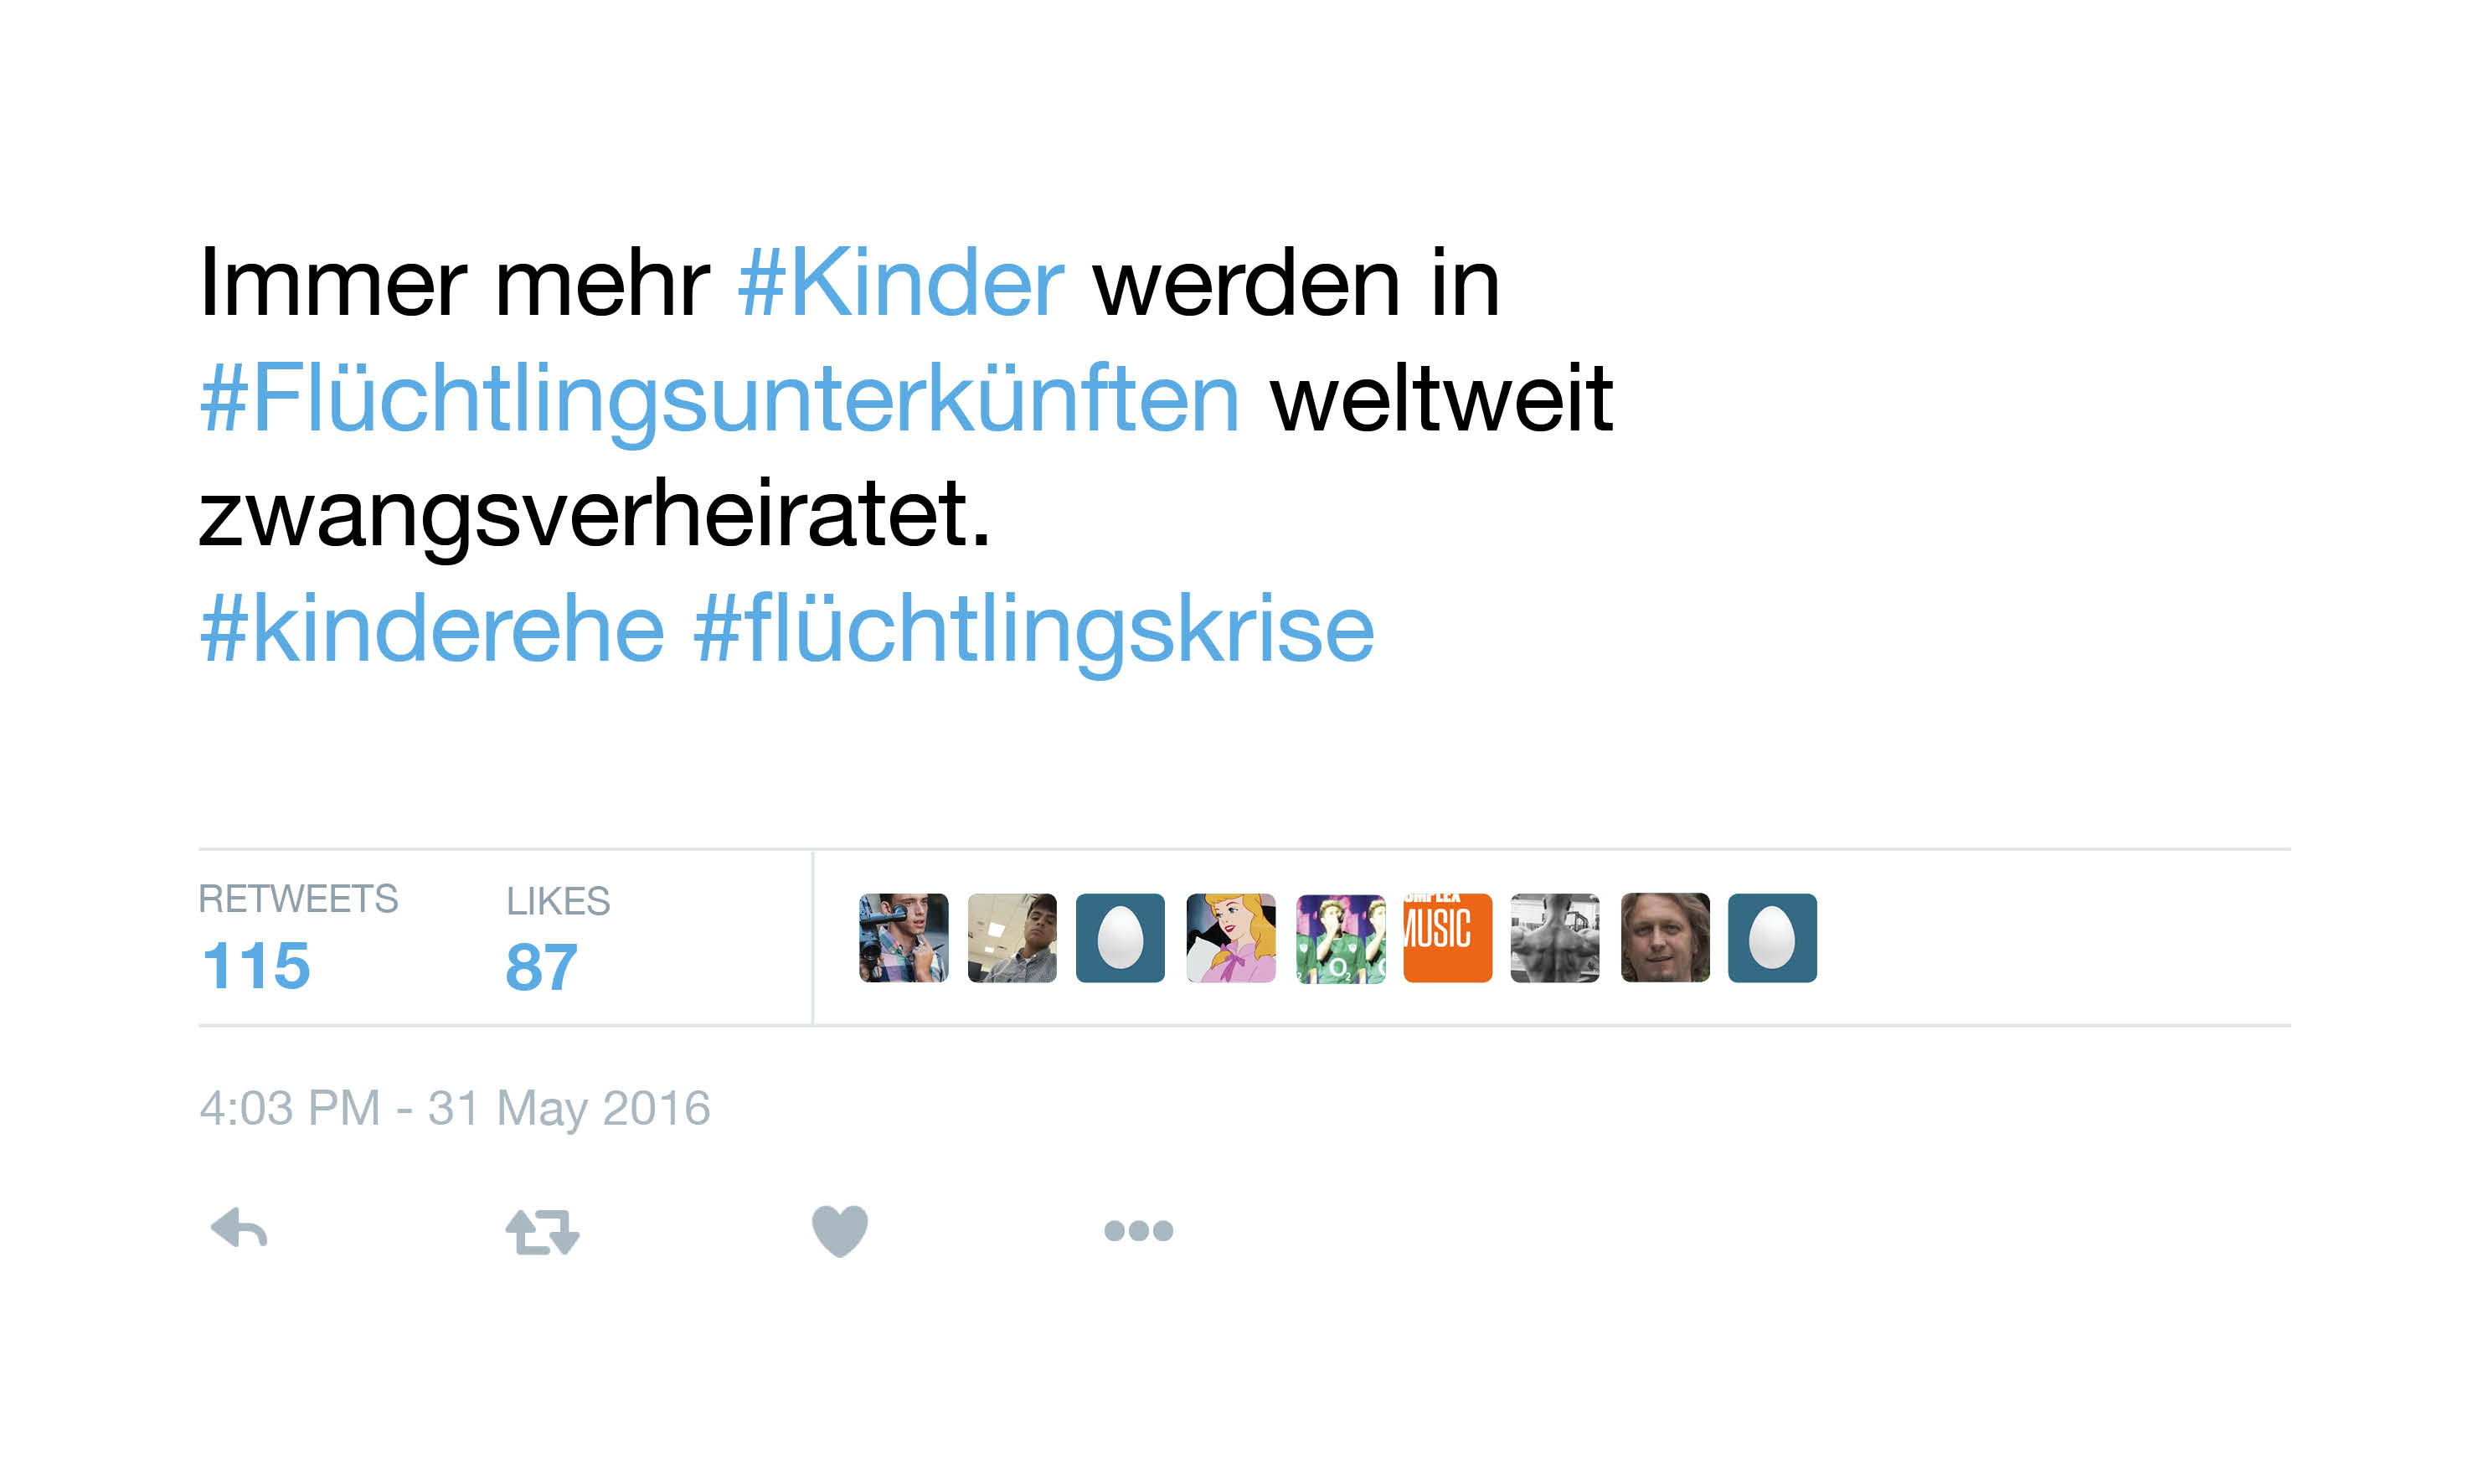 Immer mehr #Kinder werden in
#Flüchtlingsunterkünften weltweit
zwangsverheiratet.
#kinderehe #flüchtlingskrise
RETWEETS LIKES
115 87
MUSIC
O2
4:03 PM - 31 May 2016